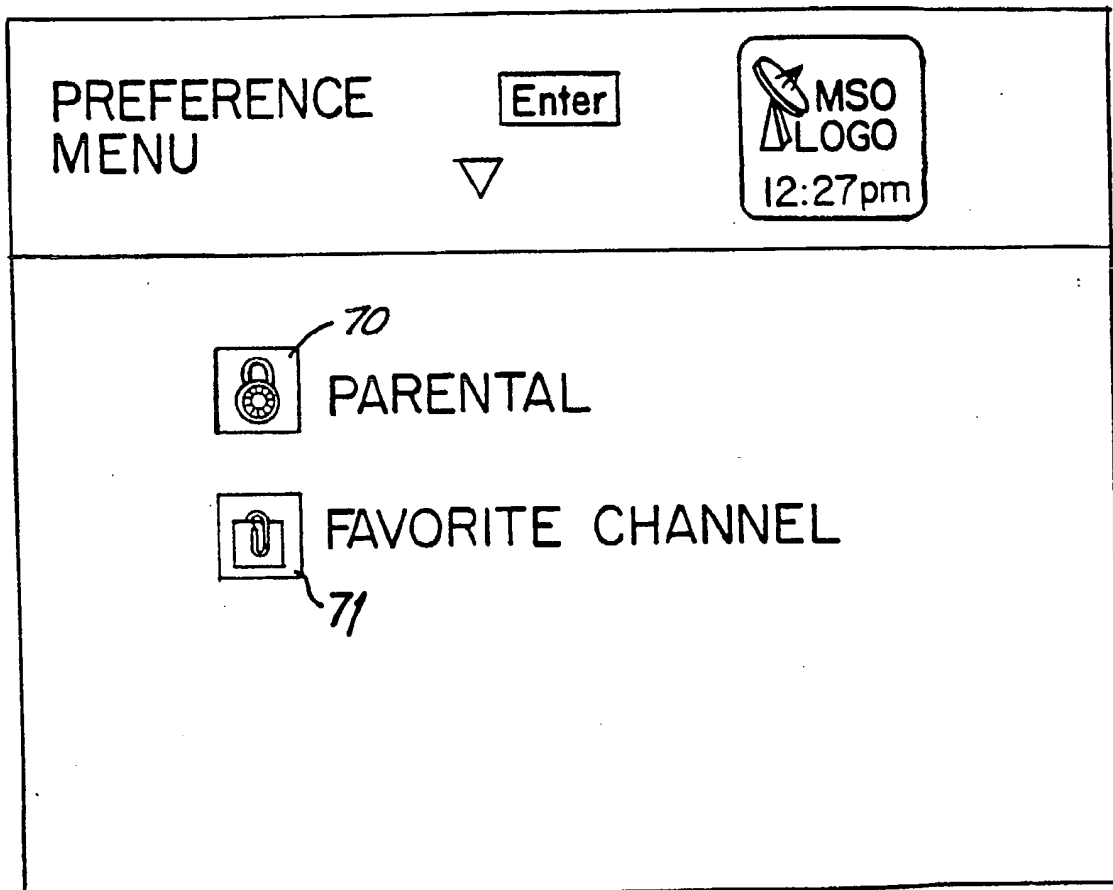 PREFERENCE
MENU
Enter
MSO
LOGO
12:27pm
70
PARENTAL
FAVORITE CHANNEL
71